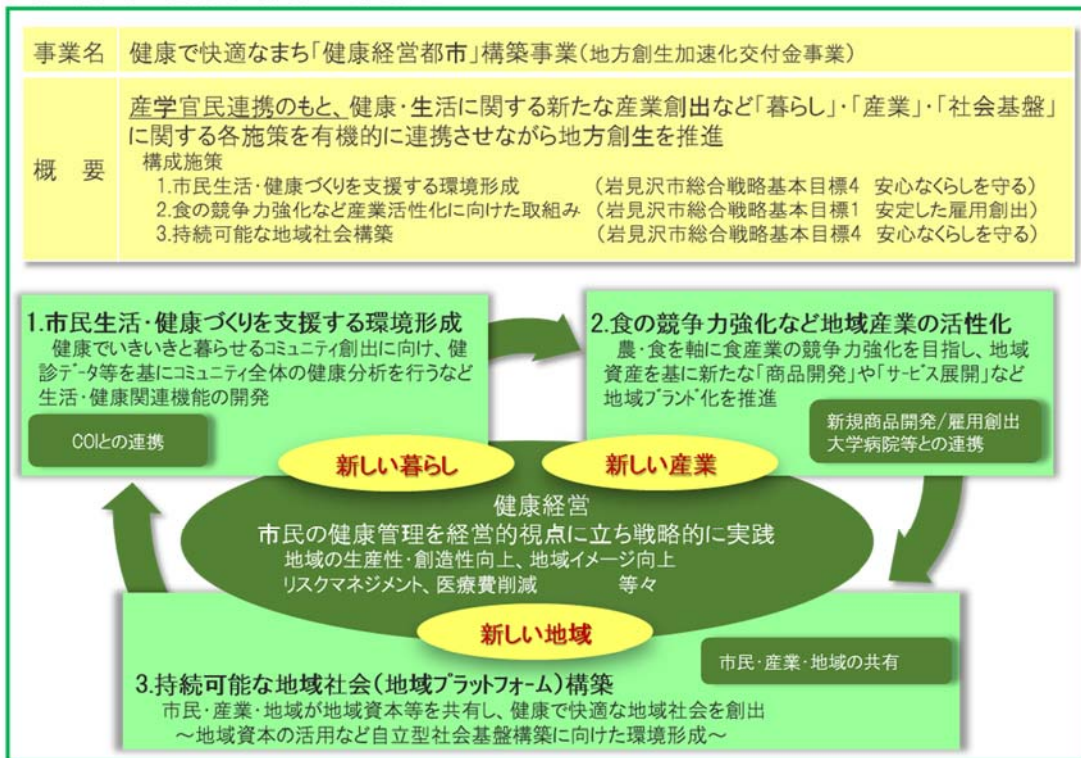 事業名 健康で快適なまち「健康経営都市」構築事業(地方創生加速化交付金事業)
概 要
産学官民連携のもと、健康・生活に関する新たな産業創出など「暮らし」・「産業」・「社会基盤」
に関する各施策を有機的に連携させながら地方創生を推進
構成施策
1.市民生活・健康づくりを支援する環境形成 (岩見沢市総合戦略基本目標4 安心なくらしを守る)
2.食の競争力強化など産業活性化に向けた取組み (岩見沢市総合戦略基本目標1 安定した雇用創出)
3.持続可能な地域社会構築 (岩見沢市総合戦略基本目標4 安心なくらしを守る)
1.市民生活・健康づくりを支援する環境形成
健康でいきいきと暮らせるコミュニティ創出に向け、健
診データ等を基にコミュニティ全体の健康分析を行うなど
生活・健康関連機能の開発
COIとの連携
2.食の競争力強化など地域産業の活性化
農・食を軸に食産業の競争力強化を目指し、地域
資産を基に新たな「商品開発」や「サービス展開」など
地域ブランド化を推進
新規商品開発/雇用創出
大学病院等との連携
新しい暮らし
新しい産業
健康経営
市民の健康管理を経営的視点に立ち戦略的に実践
地域の生産性・創造性向上、地域イメージ向上
リスクマネジメント、医療費削減 等々
新しい地域
市民・産業・地域の共有
3.持続可能な地域社会(地域プラットフォーム)構築
市民・産業・地域が地域資本等を共有し、健康で快適な地域社会を創出
~地域資本の活用など自立型社会基盤構築に向けた環境形成~